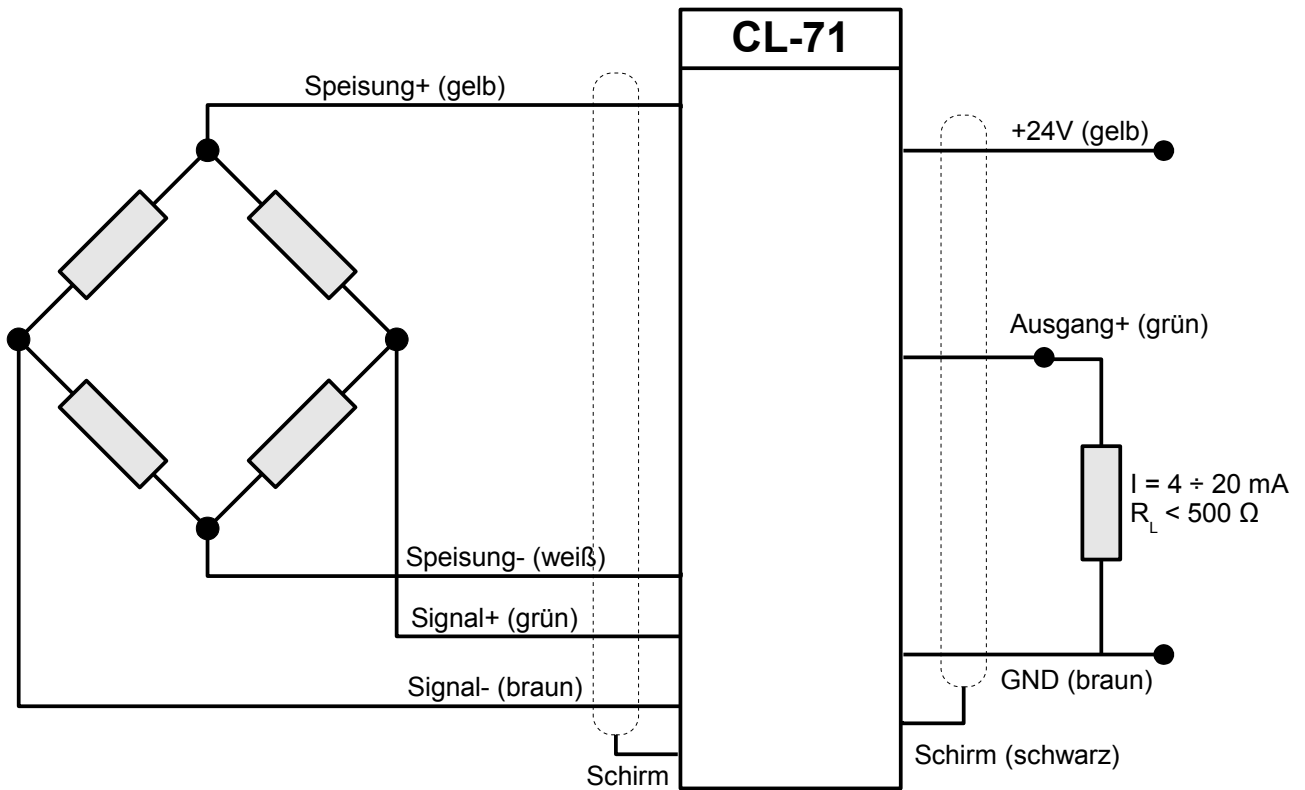 CL-71
Speisung+ (gelb)
+24V (gelb)
Ausgang+ (grün)
I = 4 ÷ 20 mA
R_L < 500 Ω
Speisung- (weiß)
Signal+ (grün)
Signal- (braun)
GND (braun)
Schirm (schwarz)
Schirm